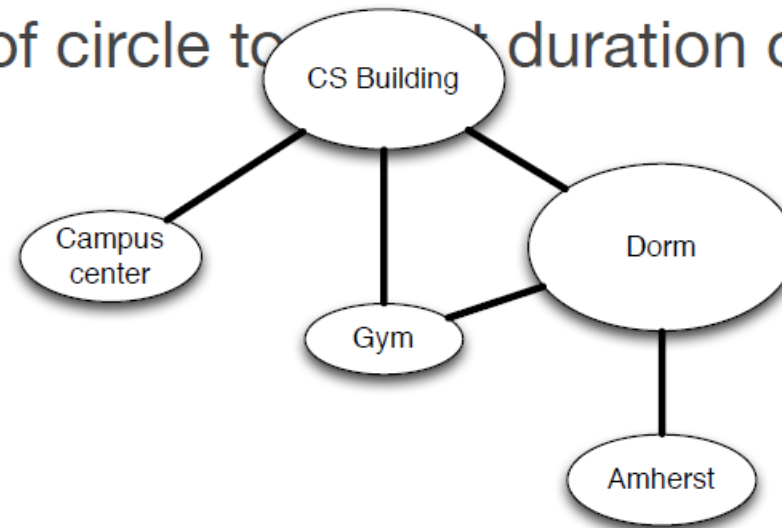 of circle to duration
CS Building
Campus
center
Dorm
Gym
Amherst